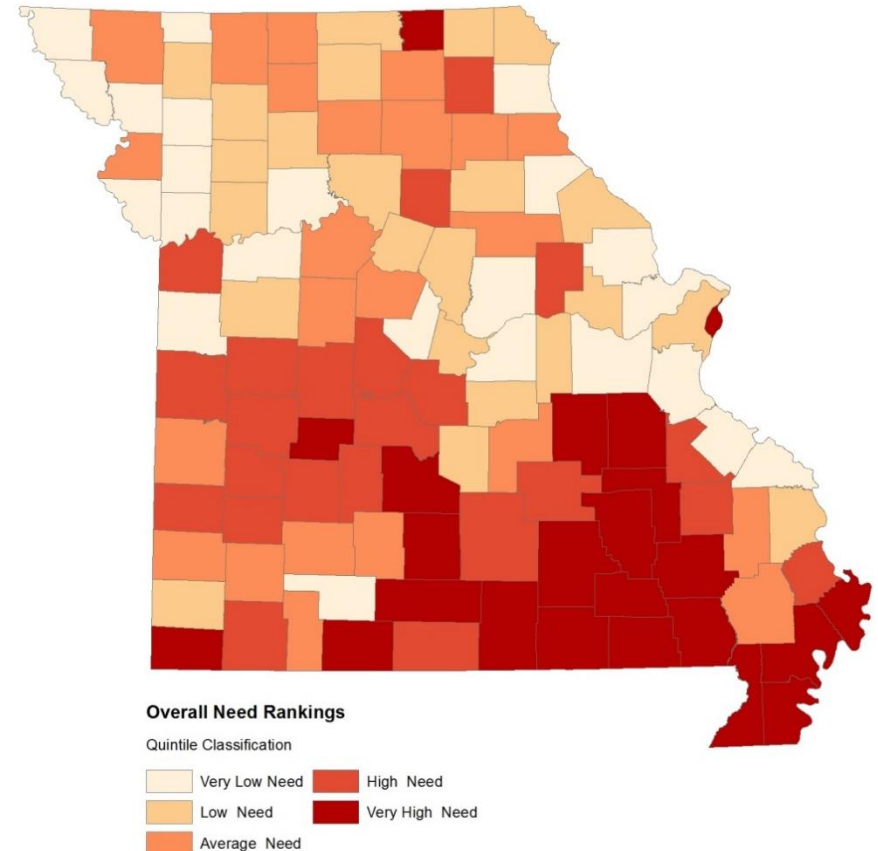 Overall Need Rankings
Quintile Classification
Very Low Need
High Need
Low Need
Very High Need
Average Need